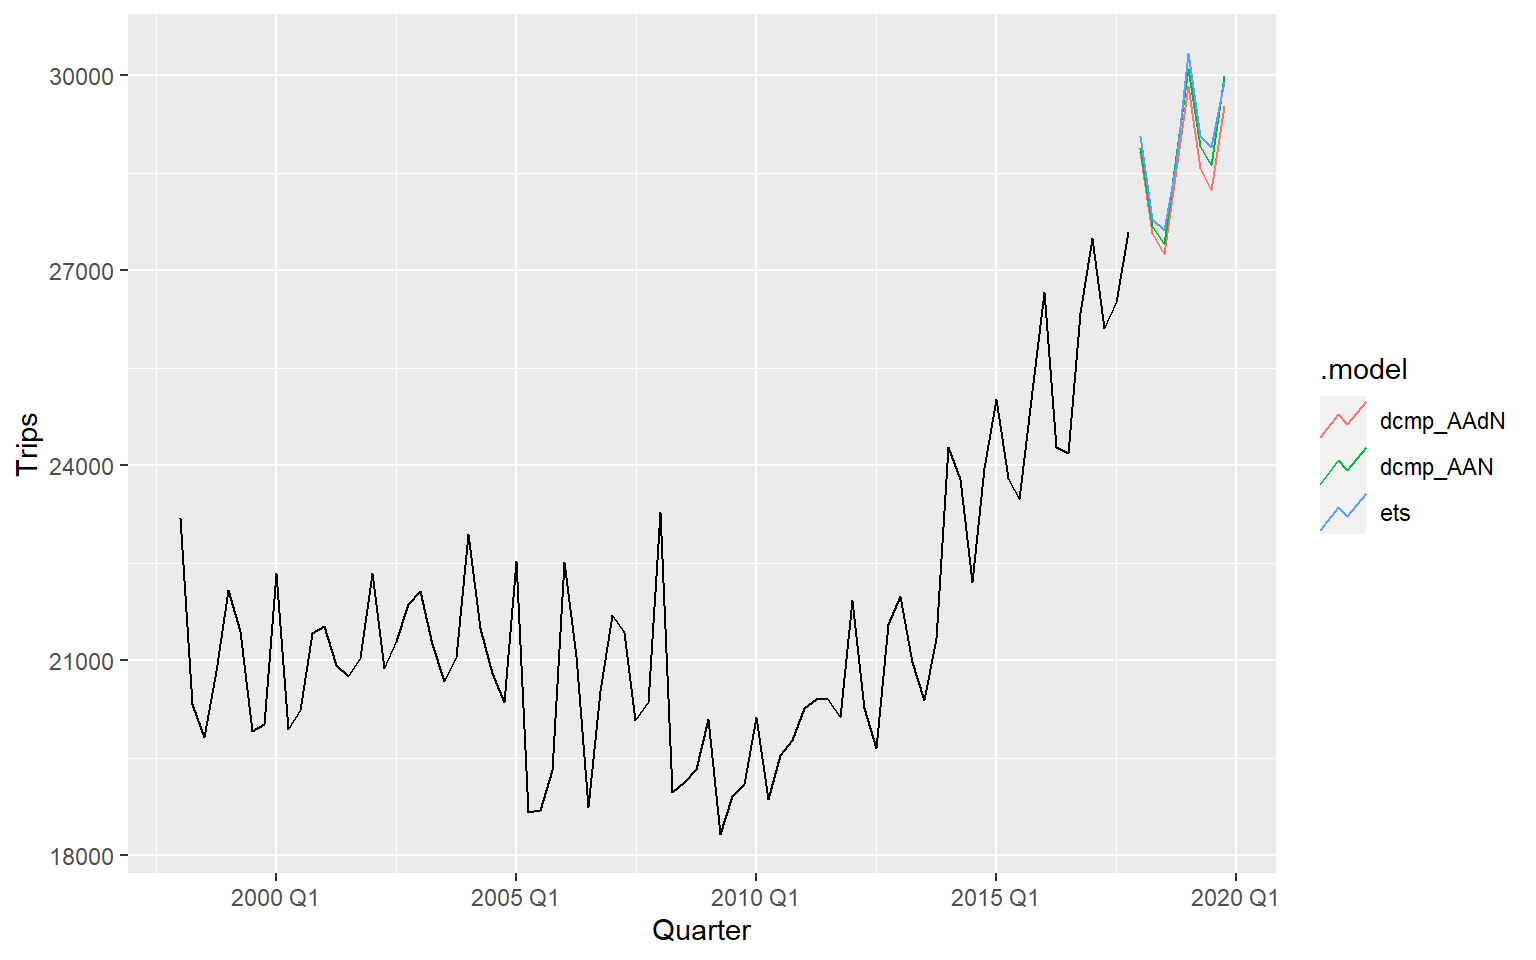 30000
27000
24000
21000
18000
Trips
2000 Q1
2005 Q1
2010 Q1
2015 Q1
2020 Q1
Quarter
.model
dcmp_AAdN
dcmp_AAN
ets